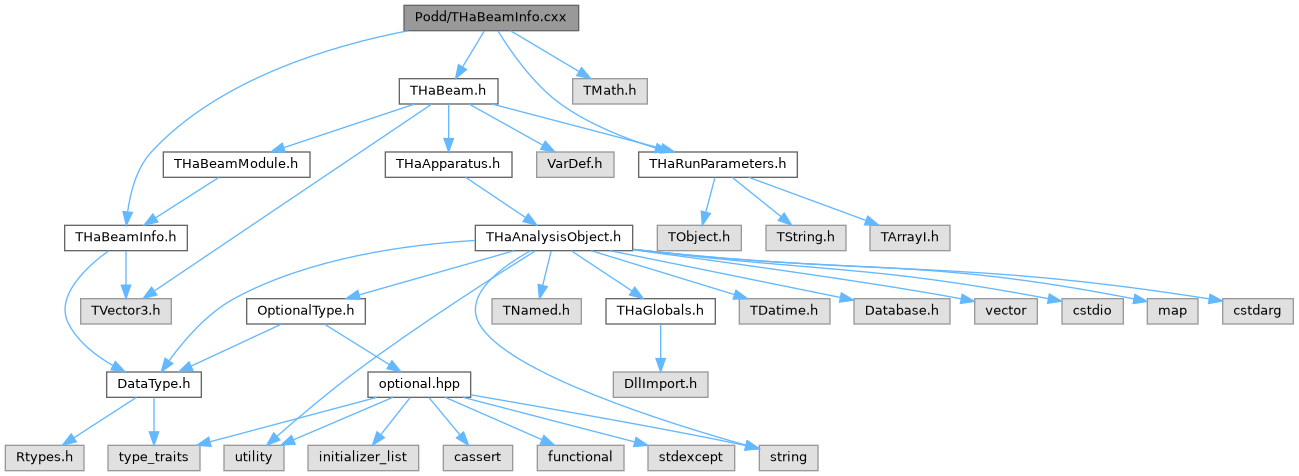 Podd/THaBeamInfo.cxx
THaBeam.h
TMath.h
THaBeamModule.h
THaApparatus.h
VarDef.h
THaRunParameters.h
THaBeamInfo.h
THaAnalysisObject.h
TObject.h
TString.h
TArrayI.h
TVector3.h
OptionalType.h
TNamed.h
THaGlobals.h
TDatime.h
Database.h
vector
cstdio
map
cstdarg
DataType.h
optional.hpp
DllImport.h
Rtypes.h
type_traits
utility
initializer_list
cassert
functional
stdexcept
string